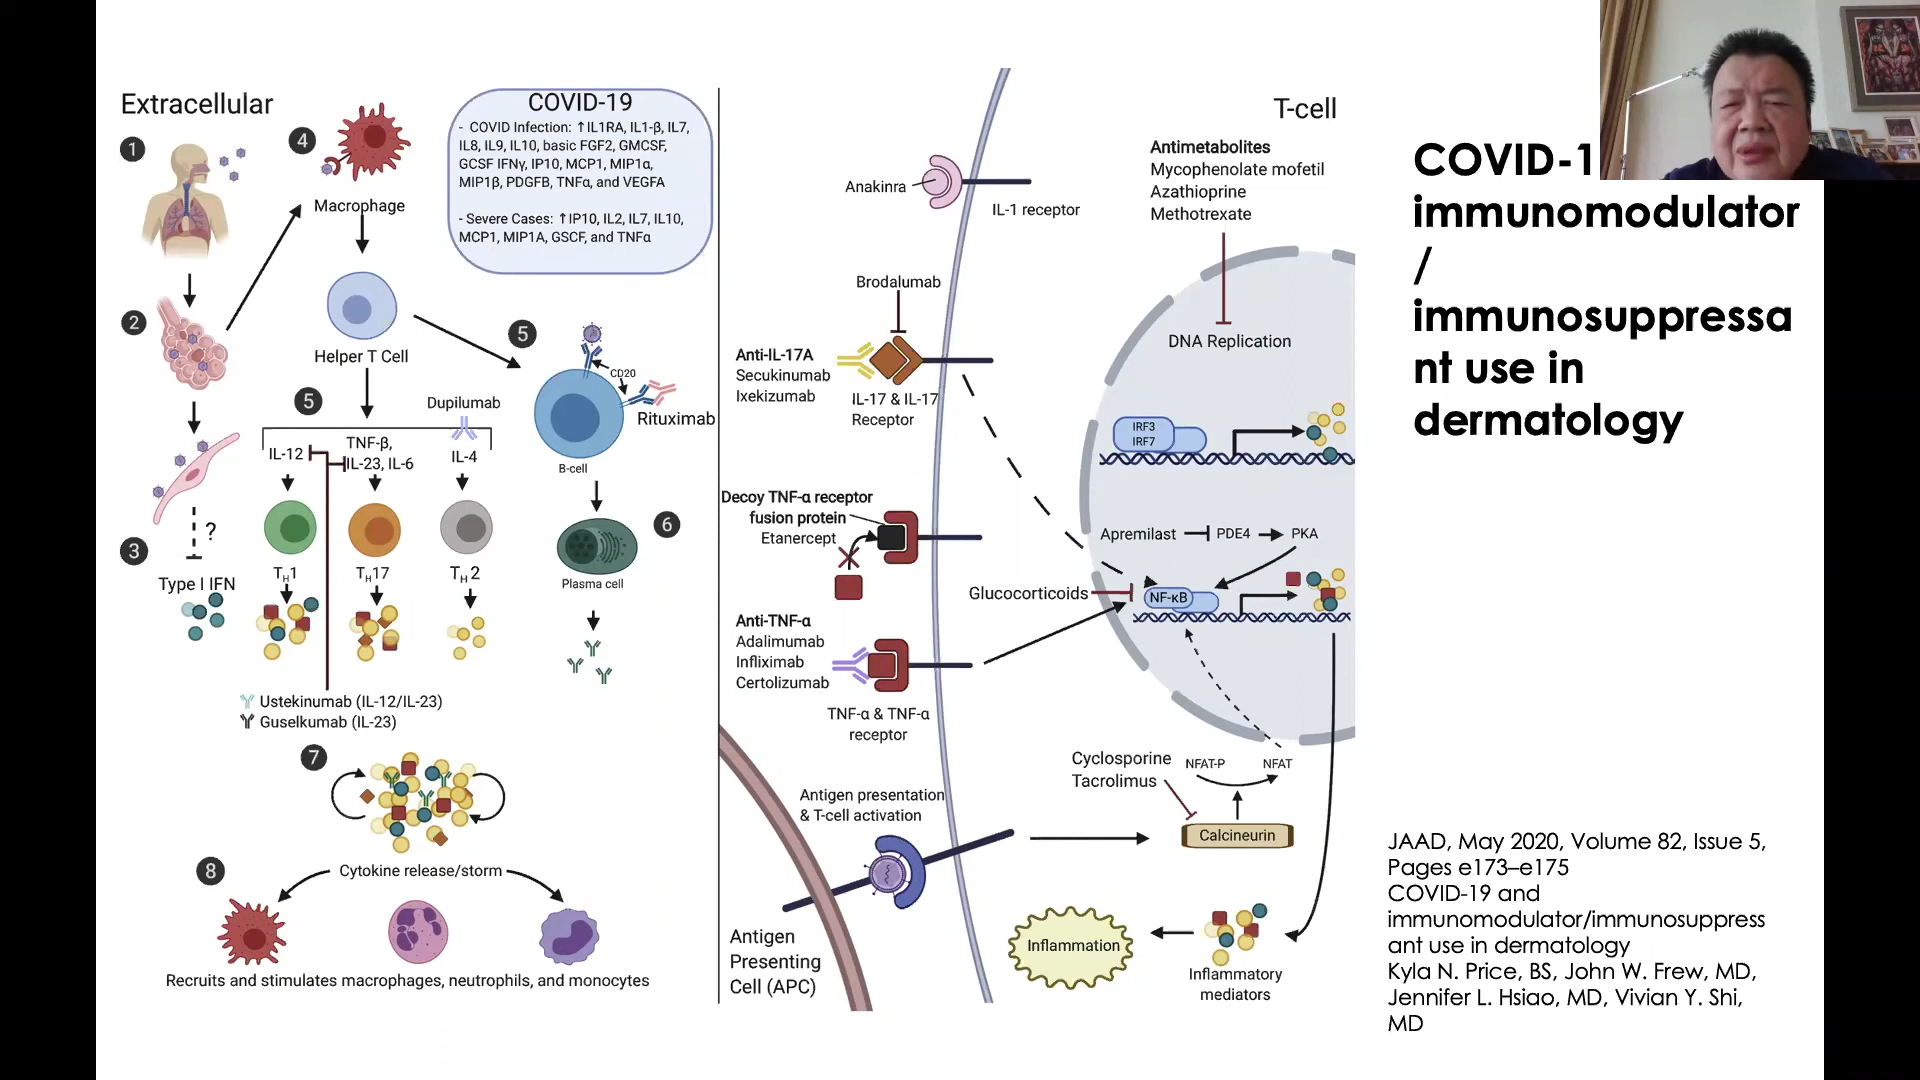 Extracellular
1
4
Macrophage
COVID-19
- COVID Infection: ↑IL1RA, IL1-β, IL7,
IL8, IL9, IL10, basic FGF2, GMCSF,
GCSF IFNγ, IP10, MCP1, MIP1α,
MIP1β, PDGFB, TNFα, and VEGFA
- Severe Cases: ↑IP10, IL2, IL7, IL10,
MCP1, MIP1A, GSCF, and TNFα
2
Helper T Cell
5
CD20
Rituximab
B-cell
5
Dupilumab
IL-12
TNF-β,
IL-23, IL-6
IL-4
?
3
Type I IFN
TH1
TH17
TH2
6
Plasma cell
Ustekinumab (IL-12/IL-23)
Guselkumab (IL-23)
7
8
Cytokine release/storm
Recruits and stimulates macrophages, neutrophils, and monocytes
T-cell
Anakinra
IL-1 receptor
Antimetabolites
Mycophenolate mofetil
Azathioprine
Methotrexate
DNA Replication
Brodalumab
Anti-IL-17A
Secukinumab
Ixekizumab
IL-17 & IL-17
Receptor
IRF3
IRF7
Decoy TNF-α receptor
fusion protein
Etanercept
Apremilast
PDE4
PKA
Glucocorticoids
NF-κB
Anti-TNF-α
Adalimumab
Infliximab
Certolizumab
TNF-α & TNF-α
receptor
Cyclosporine
Tacrolimus
NFAT-P
NFAT
Calcineurin
Antigen presentation
& T-cell activation
Antigen
Presenting
Cell (APC)
Inflammation
Inflammatory
mediators
COVID-1
immunomodulator
/
immunosuppressa
nt use in
dermatology
JAAD, May 2020, Volume 82, Issue 5,
Pages e173–e175
COVID-19 and
immunomodulator/immunosuppress
ant use in dermatology
Kyla N. Price, BS, John W. Frew, MD,
Jennifer L. Hsiao, MD, Vivian Y. Shi,
MD